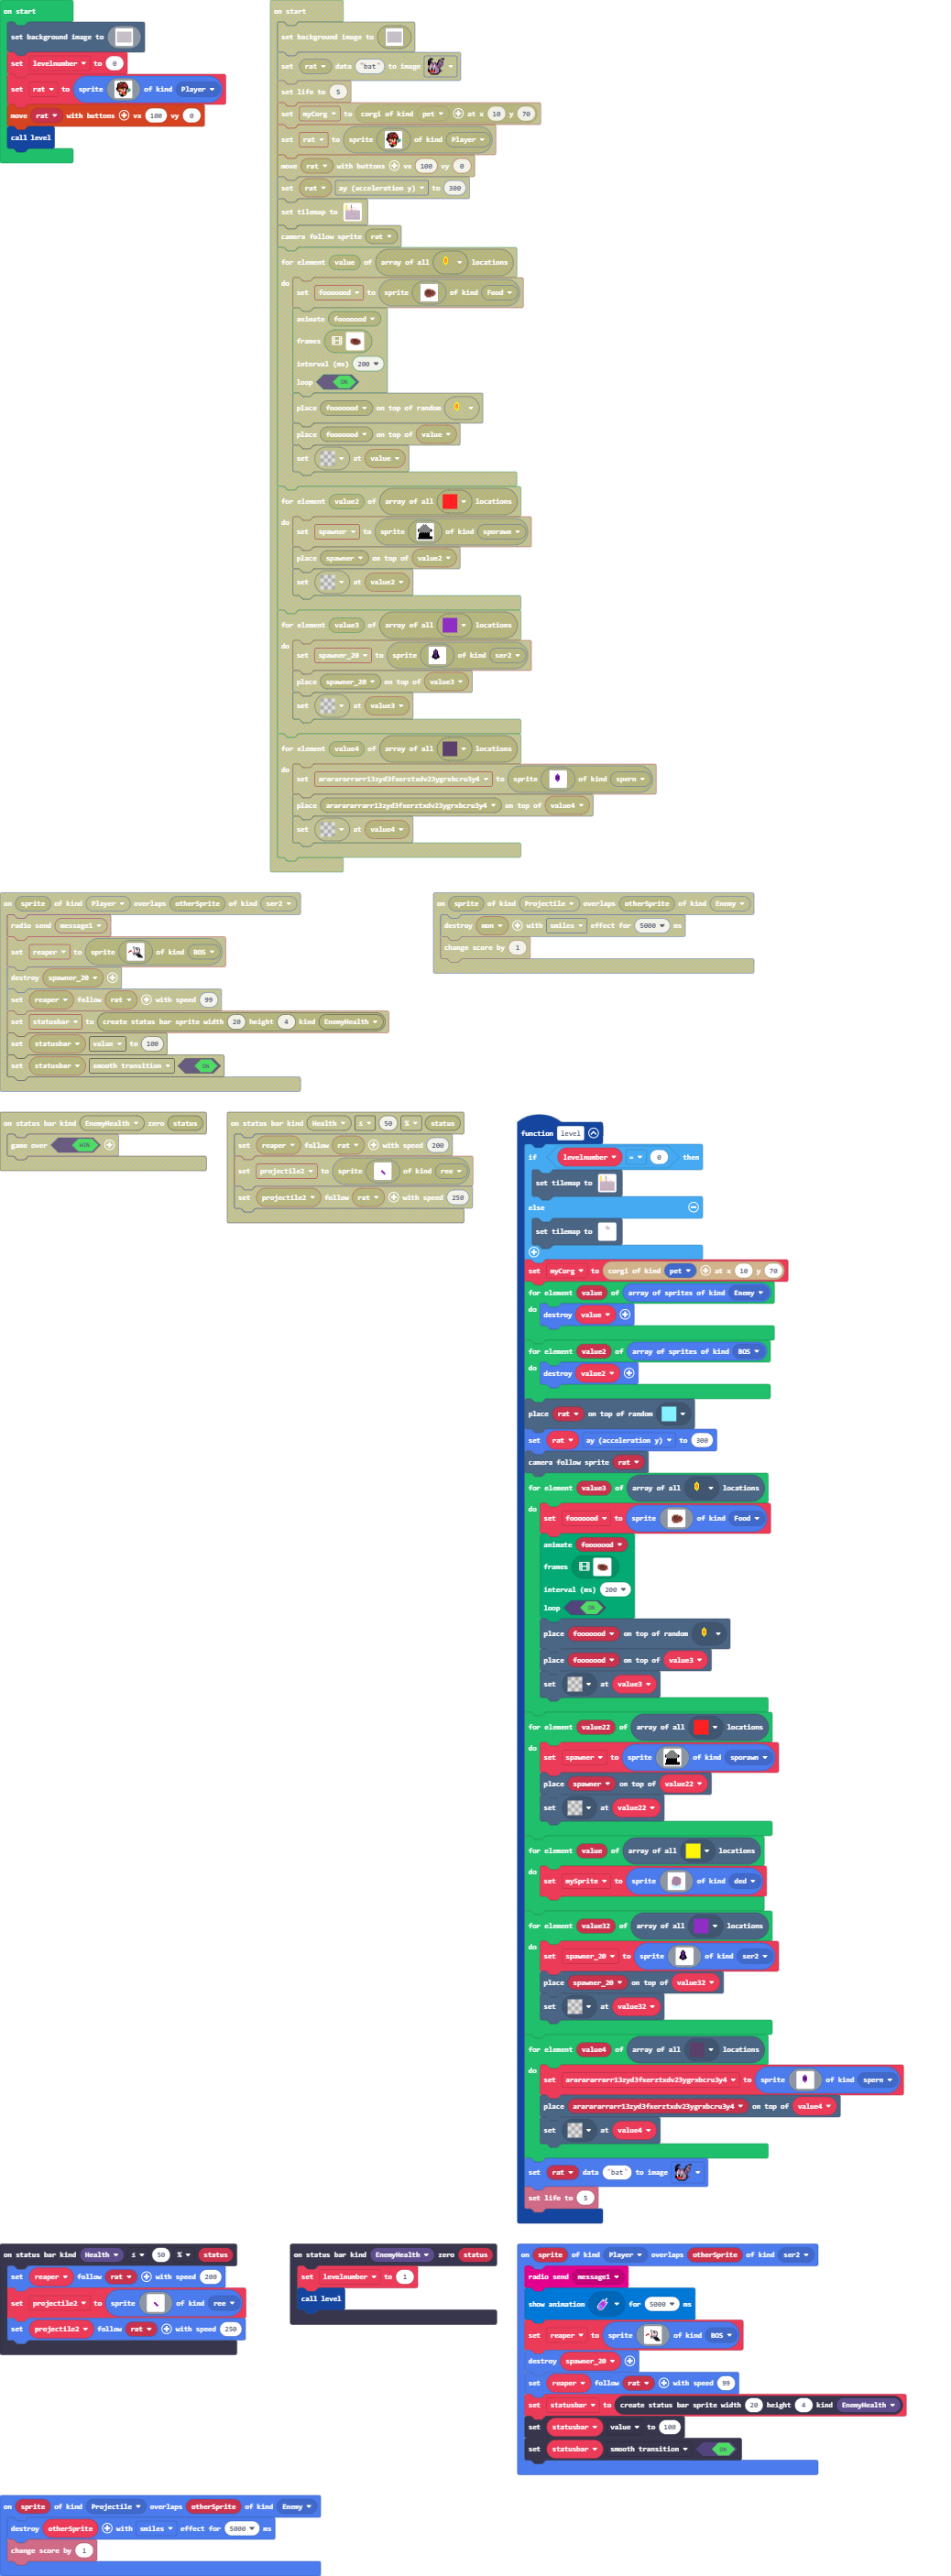 on start
set background image to
set levelnumber to 0
set rat to sprite of kind Player
move rat with buttons vx 100 vy 0
call level
on start
set background image to
set rat data "bat" to image
set life to 5
set myCorg to corgi of kind pet at x 10 y 70
set rat to sprite of kind Player
move rat with buttons vx 100 vy 0
set rat ay (acceleration y) to 300
set tilemap to
camera follow sprite rat
for element value of array of all locations
do
set fooooood to sprite of kind Food
animate fooooood
frames
interval (ms) 200
loop ON
place fooooood on top of random
place fooooood on top of value
set at value
for element value2 of array of all locations
do
set spawner to sprite of kind sporawn
place spawner on top of value2
set at value2
for element value3 of array of all locations
do
set spawner_20 to sprite of kind ser2
place spawner_20 on top of value3
set at value3
for element value4 of array of all locations
do
set to sprite of kind spern
place on top of value4
set at value4
on sprite of kind Player overlaps otherSprite of kind ser2
radio send message1
set reaper to sprite of kind BOS
destroy spawner_20
set reaper follow rat with speed 99
set statusbar to create status bar sprite width 20 height 4 kind EnemyHealth
set statusbar value to 100
set statusbar smooth transition ON
on sprite of kind Projectile overlaps otherSprite of kind Enemy
destroy mon with smiles effect for 5000 ms
change score by 1
on status bar kind EnemyHealth zero status
game over WIN
on status bar kind Health ≤ 50 % status
set reaper follow rat with speed 200
set projectile2 to sprite of kind ree
set projectile2 follow rat with speed 250
function level
if levelnumber = 0 then
set tilemap to
else
set tilemap to
set myCorg to corgi of kind pet at x 10 y 70
for element value of array of sprites of kind Enemy
do
destroy value
for element value2 of array of sprites of kind BOS
do
destroy value2
place rat on top of random
set rat ay (acceleration y) to 300
camera follow sprite rat
for element value3 of array of all locations
do
set fooooood to sprite of kind Food
animate fooooood
frames
interval (ms) 200
loop ON
place fooooood on top of random
place fooooood on top of value3
set at value3
for element value22 of array of all locations
do
set spawner to sprite of kind sporawn
place spawner on top of value22
set at value22
for element value of array of all locations
do
set mySprite to sprite of kind ded
for element value32 of array of all locations
do
set spawner_20 to sprite of kind ser2
place spawner_20 on top of value32
set at value32
for element value4 of array of all locations
do
set to sprite of kind spern
place on top of value4
set at value4
set rat data "bat" to image
set life to 5
on status bar kind Health ≤ 50 % status
set reaper follow rat with speed 200
set projectile2 to sprite of kind ree
set projectile2 follow rat with speed 250
on status bar kind EnemyHealth zero status
set levelnumber to 1
call level
on sprite of kind Player overlaps otherSprite of kind ser2
radio send message1
show animation for 5000 ms
set reaper to sprite of kind BOS
destroy spawner_20
set reaper follow rat with speed 99
set statusbar to create status bar sprite width 20 height 4 kind EnemyHealth
set statusbar value to 100
set statusbar smooth transition ON
on sprite of kind Projectile overlaps otherSprite of kind Enemy
destroy otherSprite with smiles effect for 5000 ms
change score by 1